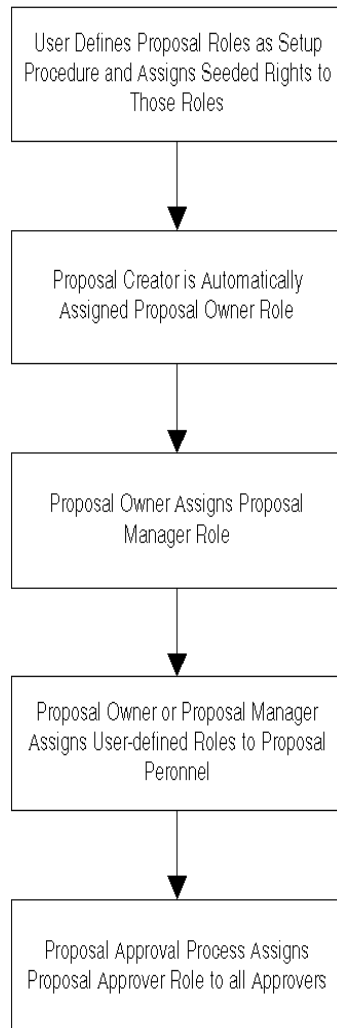 User Defines Proposal Roles as Setup
Procedure and Assigns Seeded Rights to
Those Roles
Proposal Creator is Automatically
Assigned Proposal Owner Role
Proposal Owner Assigns Proposal
Manager Role
Proposal Owner or Proposal Manager
Assigns User-defined Roles to Proposal
Peronnel
Proposal Approval Process Assigns
Proposal Approver Role to all Approvers